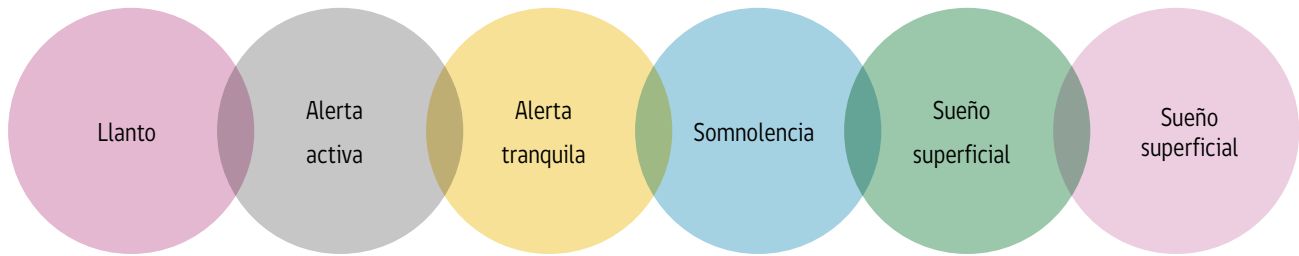 Llanto
Alerta
activa
Alerta
tranquila
Somnolencia
Sueño
superficial
Sueño
superficial